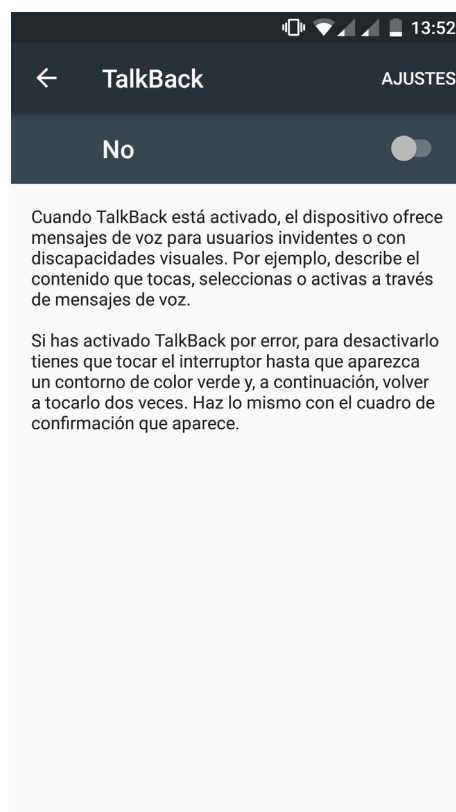 13:52
TalkBack
AJUSTES
No
Cuando TalkBack está activado, el dispositivo ofrece
mensajes de voz para usuarios invidentes o con
discapacidades visuales. Por ejemplo, describe el
contenido que tocas, seleccionas o activas a través
de mensajes de voz.
Si has activado TalkBack por error, para desactivarlo
tienes que tocar el interruptor hasta que aparezca
un contorno de color verde y, a continuación, volver
a tocarlo dos veces. Haz lo mismo con el cuadro de
confirmación que aparece.